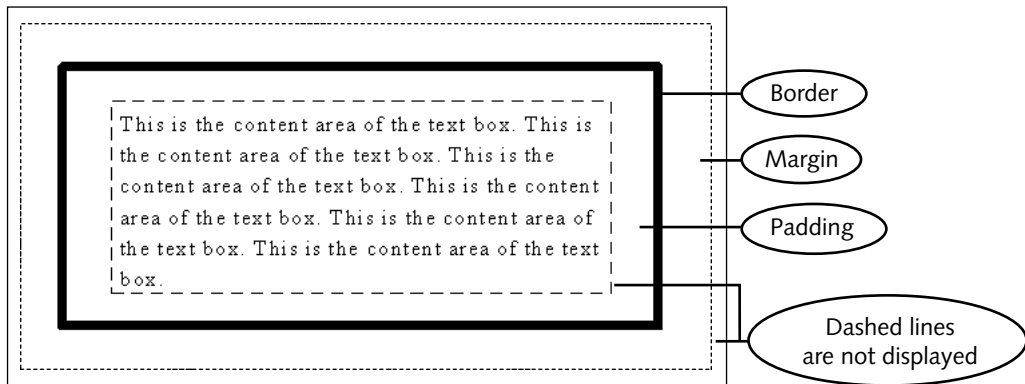 This is the content area of the text box. This is
the content area of the text box. This is the
content area of the text box. This is the content
area of the text box. This is the content area of
the text box. This is the content area of the text
box.
Border
Margin
Padding
Dashed lines
are not displayed